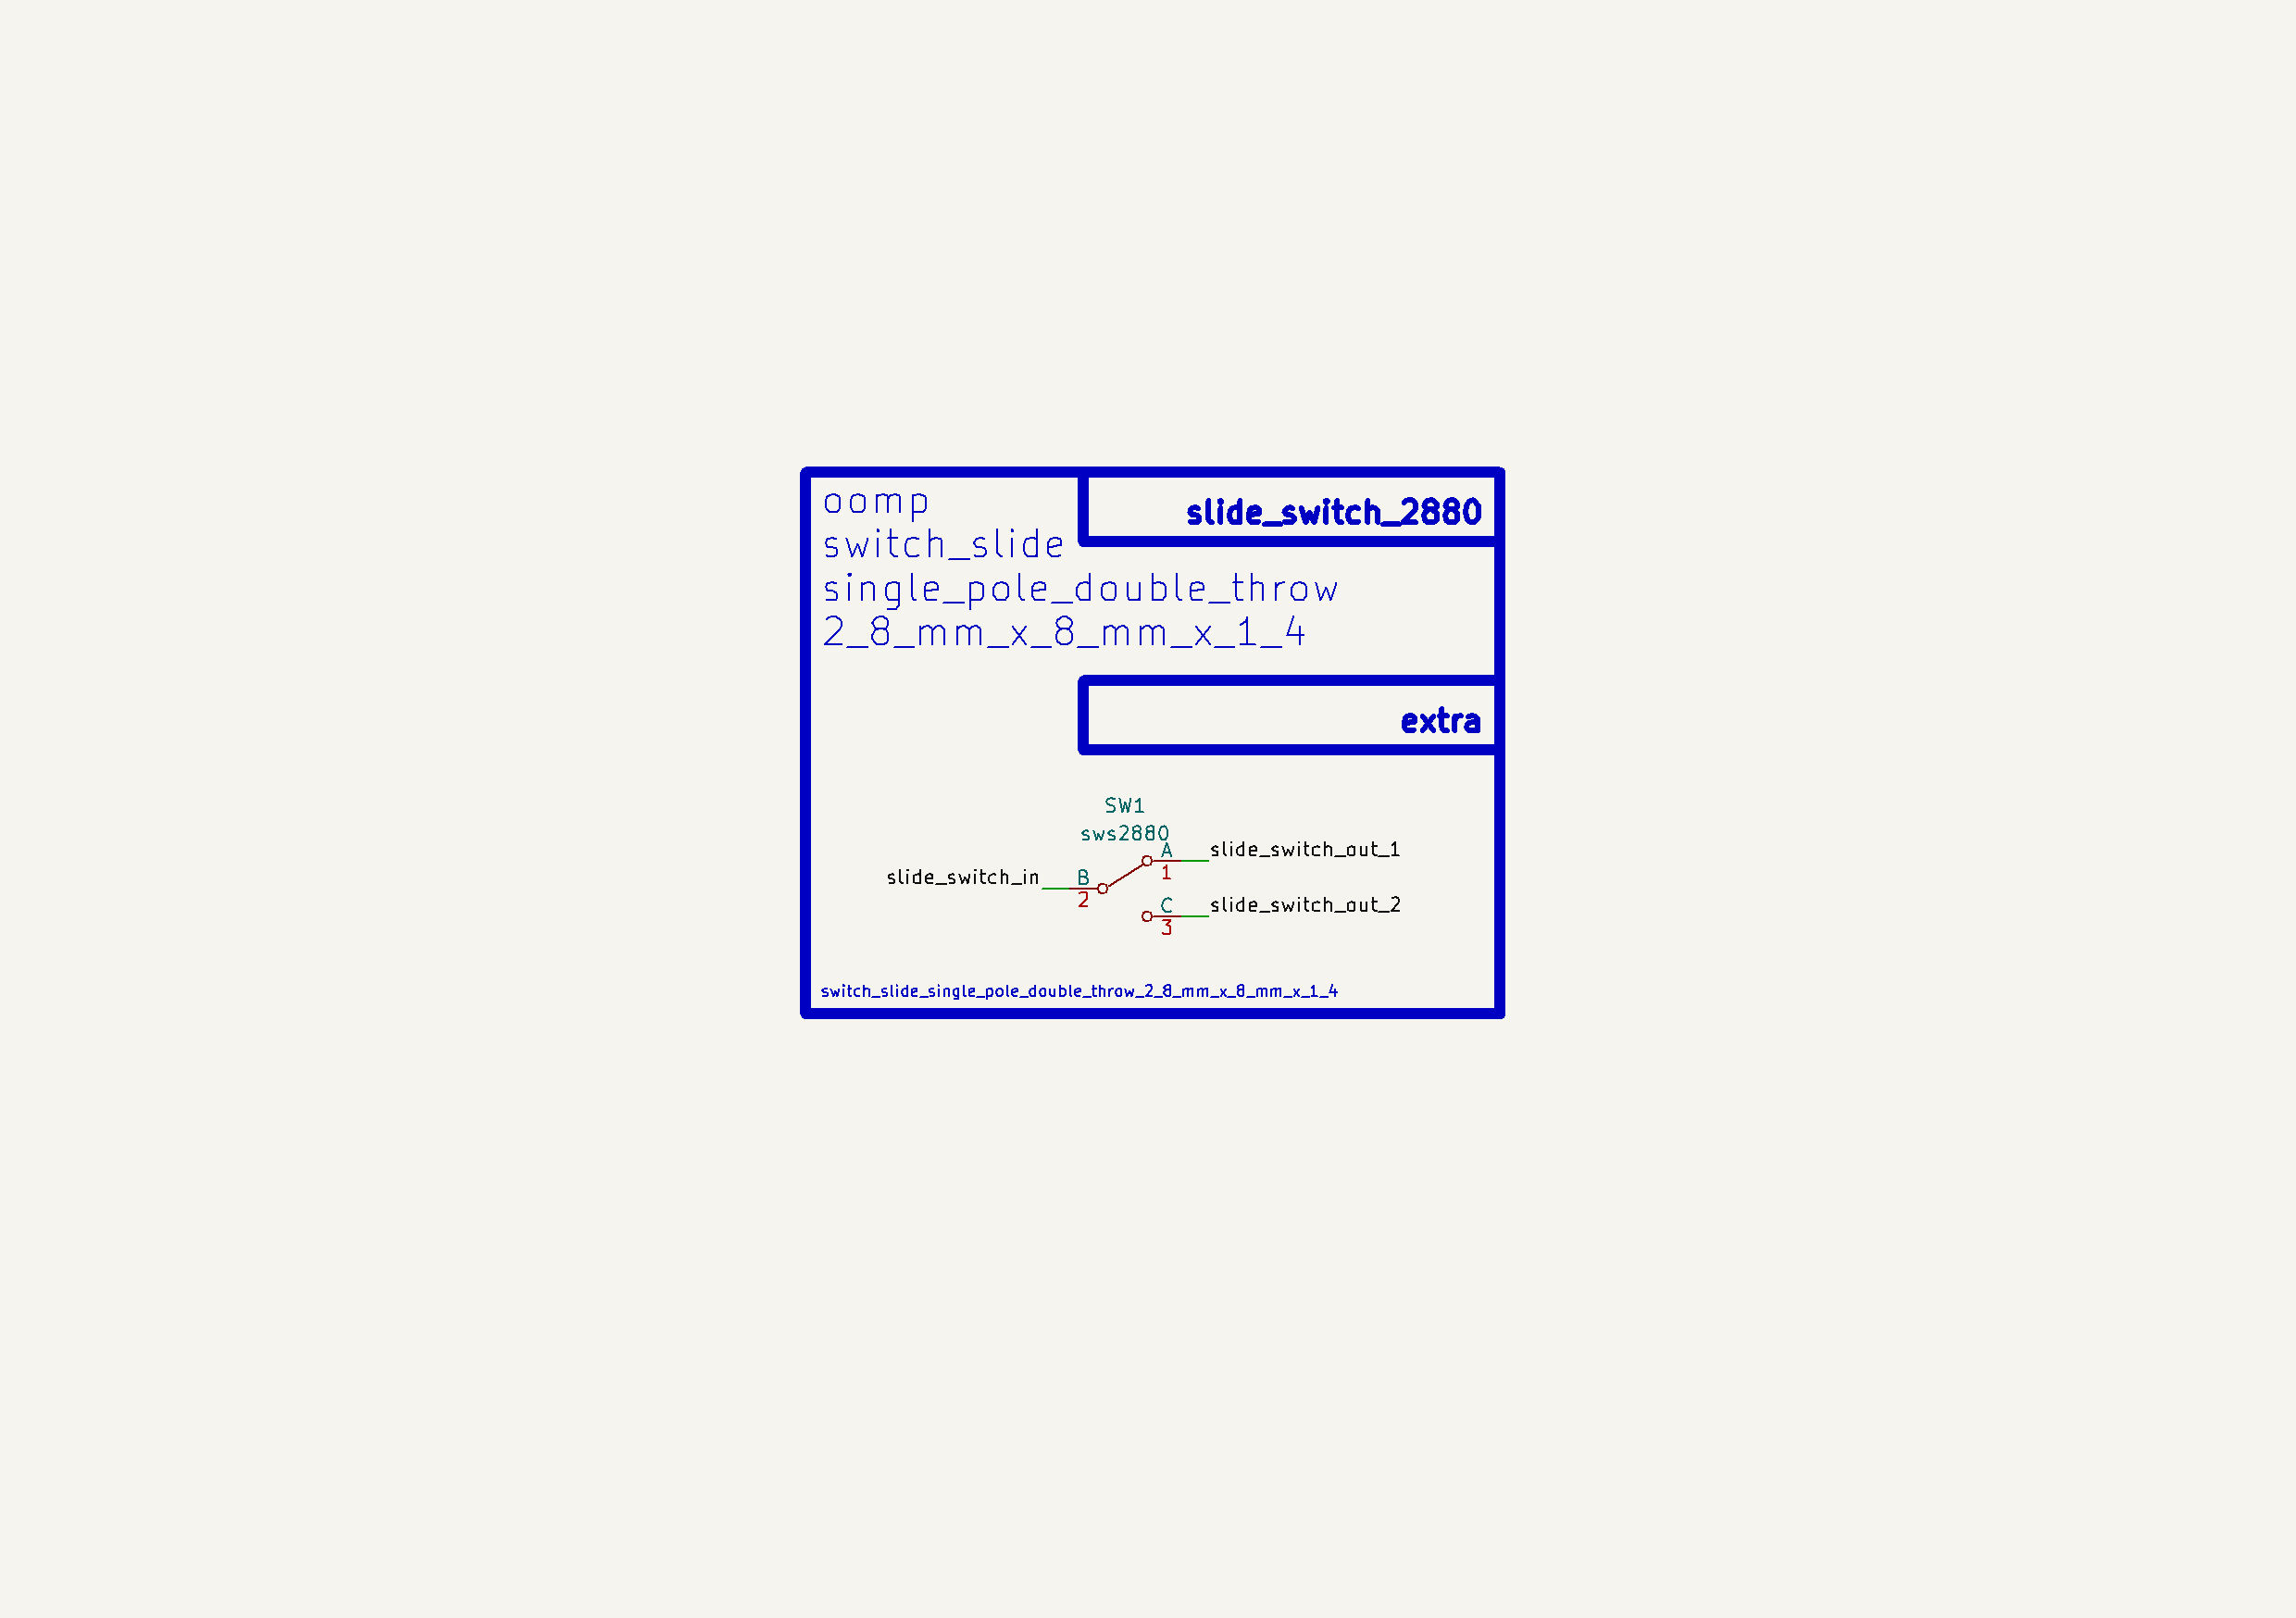 oomp
switch_slide
single_pole_double_throw
2_8_mm_x_8_mm_x_1_4
slide_switch_2880
extra
SW1
sws2880
slide_switch_in
B
2
A
1
slide_switch_out_1
C
3
slide_switch_out_2
switch_slide_single_pole_double_throw_2_8_mm_x_8_mm_x_1_4